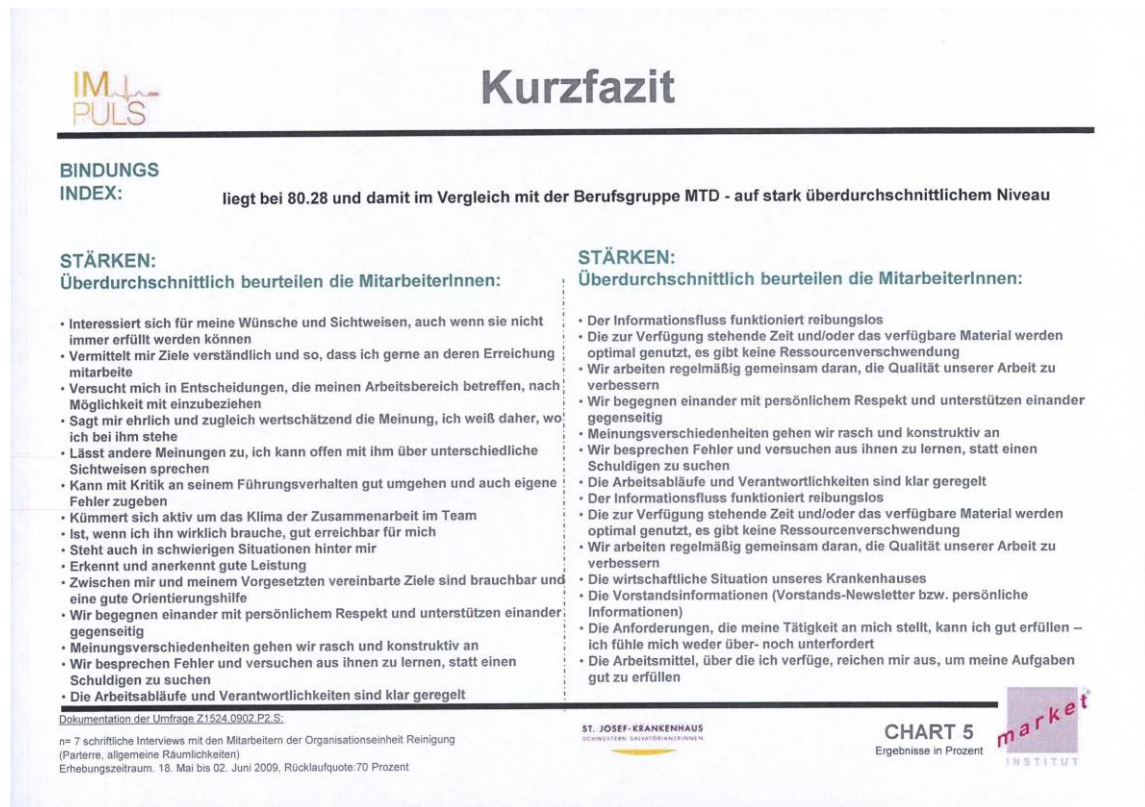 IM
PULS
Kurzfazit
BINDUNGS
INDEX:
liegt bei 80.28 und damit im Vergleich mit der Berufsgruppe MTD - auf stark überdurchschnittlichem Niveau
STÄRKEN:
Überdurchschnittlich beurteilen die MitarbeiterInnen:
• Interessiert sich für meine Wünsche und Sichtweisen, auch wenn sie nicht
immer erfüllt werden können
• Vermittelt mir Ziele verständlich und so, dass ich gerne an deren Erreichung
mitarbeite
• Versucht mich in Entscheidungen, die meinen Arbeitsbereich betreffen, nach
Möglichkeit mit einzubeziehen
• Sagt mir ehrlich und zugleich wertschätzend die Meinung, ich weiß daher, wo
ich bei ihm stehe
• Lässt andere Meinungen zu, ich kann offen mit ihm über unterschiedliche
Sichtweisen sprechen
• Kann mit Kritik an seinem Führungsverhalten gut umgehen und auch eigene
Fehler zugeben
• Kümmert sich aktiv um das Klima der Zusammenarbeit im Team
• Ist, wenn ich ihn wirklich brauche, gut erreichbar für mich
• Steht auch in schwierigen Situationen hinter mir
• Erkennt und anerkennt gute Leistung
• Zwischen mir und meinem Vorgesetzten vereinbarte Ziele sind brauchbar und
eine gute Orientierungshilfe
• Wir begegnen einander mit persönlichem Respekt und unterstützen einander
gegenseitig
• Meinungsverschiedenheiten gehen wir rasch und konstruktiv an
• Wir besprechen Fehler und versuchen aus ihnen zu lernen, statt einen
Schuldigen zu suchen
• Die Arbeitsabläufe und Verantwortlichkeiten sind klar geregelt
STÄRKEN:
Überdurchschnittlich beurteilen die MitarbeiterInnen:
• Der Informationsfluss funktioniert reibungslos
• Die zur Verfügung stehende Zeit und/oder das verfügbare Material werden
optimal genutzt, es gibt keine Ressourcenverschwendung
• Wir arbeiten regelmäßig gemeinsam daran, die Qualität unserer Arbeit zu
verbessern
• Wir begegnen einander mit persönlichem Respekt und unterstützen einander
gegenseitig
• Meinungsverschiedenheiten gehen wir rasch und konstruktiv an
• Wir besprechen Fehler und versuchen aus ihnen zu lernen, statt einen
Schuldigen zu suchen
• Die Arbeitsabläufe und Verantwortlichkeiten sind klar geregelt
• Der Informationsfluss funktioniert reibungslos
• Die zur Verfügung stehende Zeit und/oder das verfügbare Material werden
optimal genutzt, es gibt keine Ressourcenverschwendung
• Wir arbeiten regelmäßig gemeinsam daran, die Qualität unserer Arbeit zu
verbessern
• Die wirtschaftliche Situation unseres Krankenhauses
• Die Vorstandsinformationen (Vorstands-Newsletter bzw. persönliche
Informationen)
• Die Anforderungen, die meine Tätigkeit an mich stellt, kann ich gut erfüllen –
ich fühle mich weder über- noch unterfordert
• Die Arbeitsmittel, über die ich verfüge, reichen mir aus, um meine Aufgaben
gut zu erfüllen
Dokumentation der Umfrage Z1524.0902.P2.S:
n= 7 schriftliche Interviews mit den Mitarbeitern der Organisationseinheit Reinigung
(Parterre, allgemeine Räumlichkeiten)
Erhebungszeitraum. 18. Mai bis 02. Juni 2009, Rücklaufquote:70 Prozent
ST. JOSEF-KRANKENHAUS
SCHWESTERN SALVATORIANERINNEN
CHART 5
Ergebnisse in Prozent
market
INSTITUT